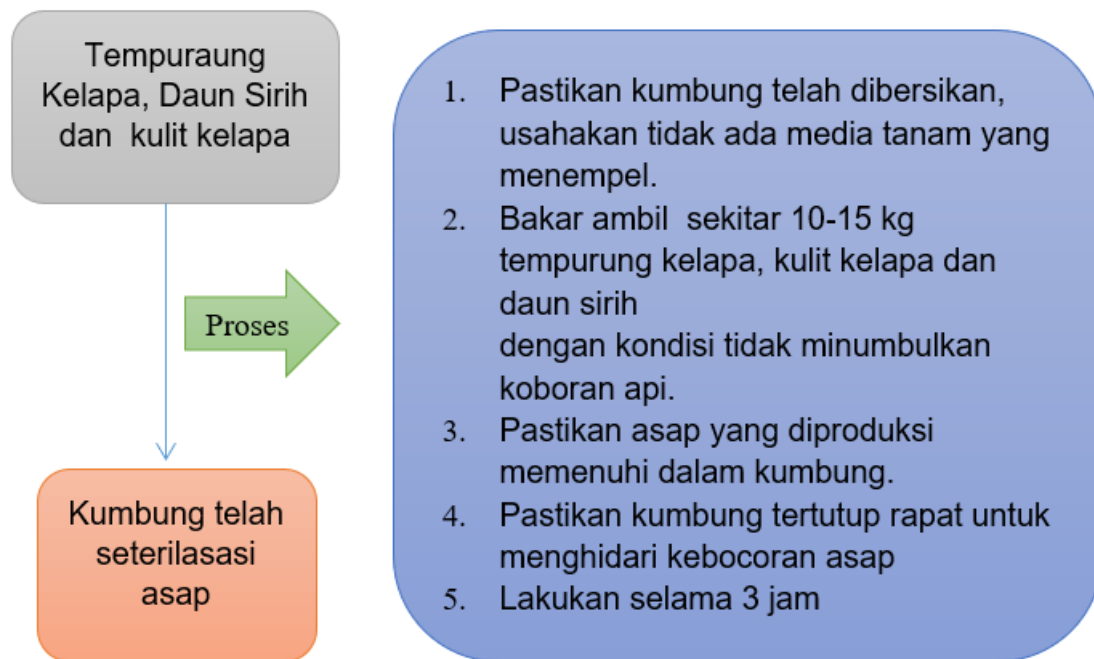 Tempuraung
Kelapa, Daun Sirih
dan kulit kelapa
Proses
Kumbung telah
seterilasasi
asap
1. Pastikan kumbung telah dibersikan,
usahakan tidak ada media tanam yang
menempel.
2. Bakar ambil sekitar 10-15 kg
tempurung kelapa, kulit kelapa dan
daun sirih
dengan kondisi tidak minumbulkan
koboran api.
3. Pastikan asap yang diproduksi
memenuhi dalam kumbung.
4. Pastikan kumbung tertutup rapat untuk
menghidari kebocoran asap
5. Lakukan selama 3 jam